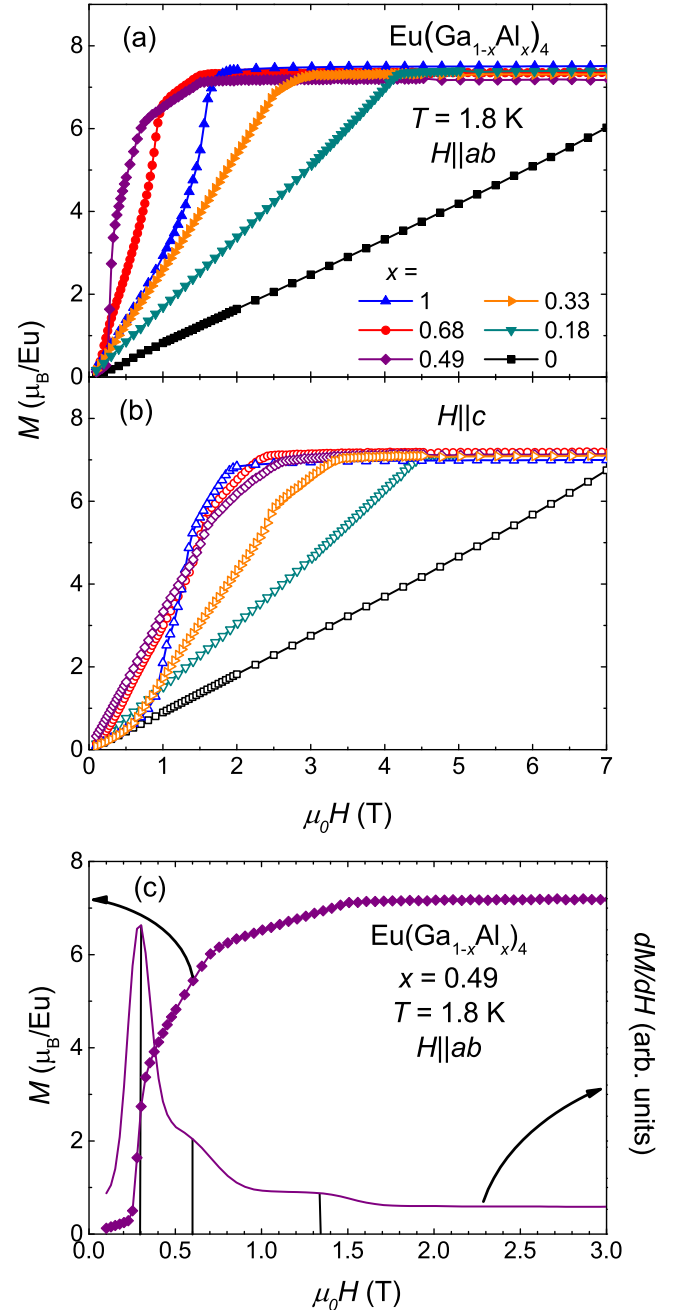 (a)
Eu(Ga₁₋ₓAlₓ)₄
T = 1.8 K
H||ab
x =
1
0.33
0.68
0.18
0.49
0
8
6
4
2
0
M (μ_B/Eu)
(b)
H||c
8
6
4
2
0
0 1 2 3 4 5 6 7
μ₀H (T)
(c)
Eu(Ga₁₋ₓAlₓ)₄
x = 0.49
T = 1.8 K
H||ab
8
6
4
2
0
M (μ_B/Eu)
dM/dH (arb. units)
0.0 0.5 1.0 1.5 2.0 2.5 3.0
μ₀H (T)